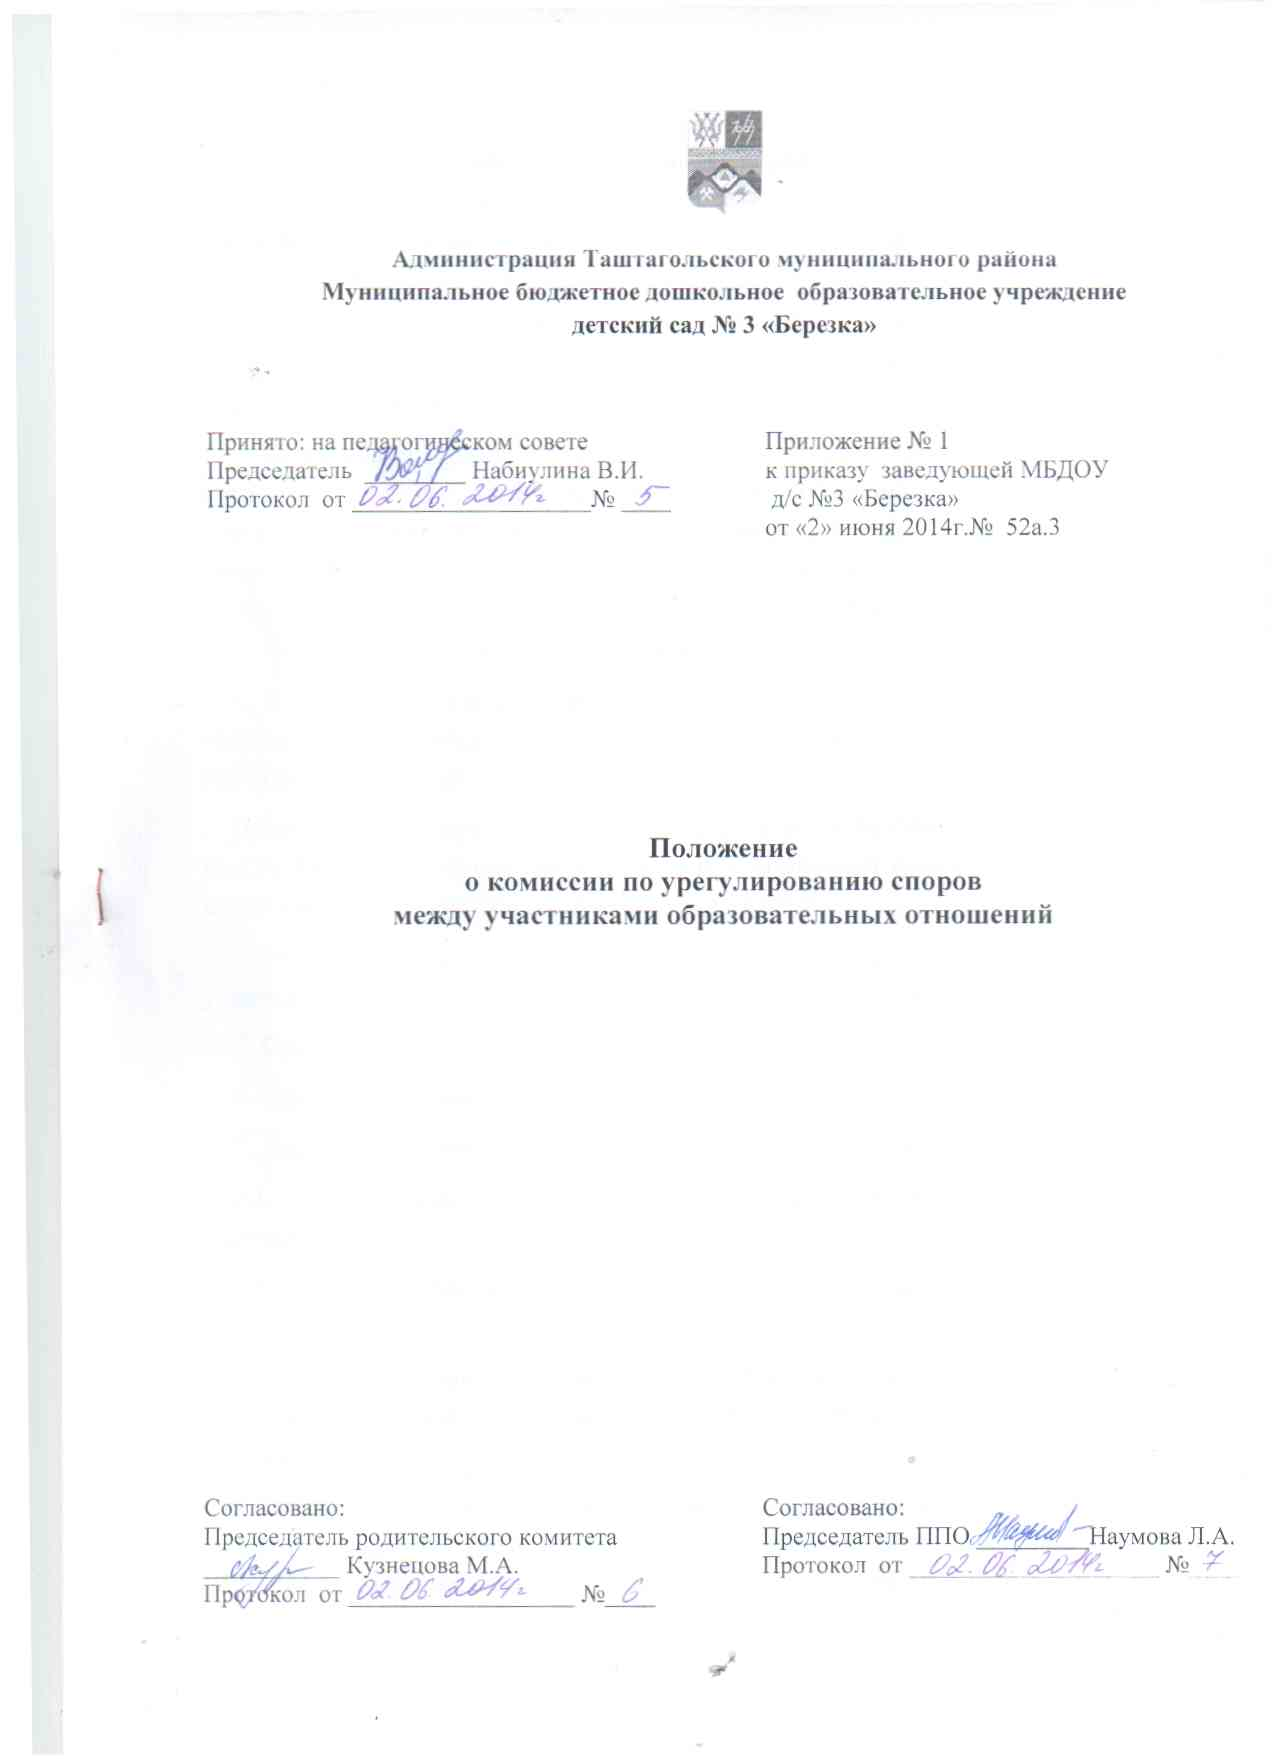 Администрация Таштагольского муниципального района
Муниципальное бюджетное дошкольное образовательное учреждение
детский сад № 3 «Березка»
Принято: на педагогическом совете
Председатель ________ Набиулина В.И.
Протокол от 02.06.2014г № 5
Приложение № 1
к приказу заведующей МБДОУ
д/с №3 «Березка»
от «2» июня 2014г.№ 52а.3
Положение
о комиссии по урегулированию споров
между участниками образовательных отношений
Согласовано:
Председатель родительского комитета
___________ Кузнецова М.А.
Протокол от 02.06.2014г № 6
Согласовано:
Председатель ППО _________Наумова Л.А.
Протокол от 02.06.2014г № 7